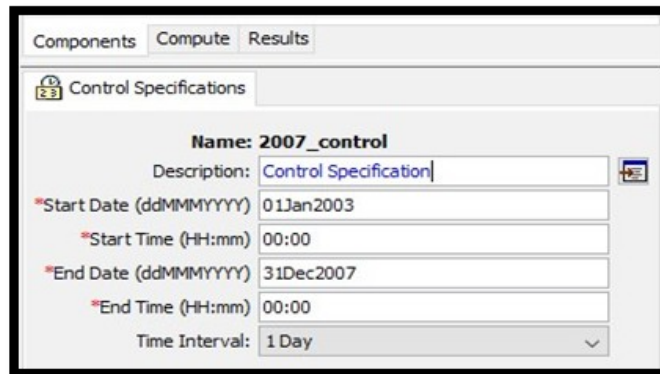 Components Compute Results
Control Specifications
Name: 2007_control
Description: Control Specification
*Start Date (ddMMMYYYY) 01Jan2003
*Start Time (HH:mm) 00:00
*End Date (ddMMMYYYY) 31Dec2007
*End Time (HH:mm) 00:00
Time Interval: 1 Day